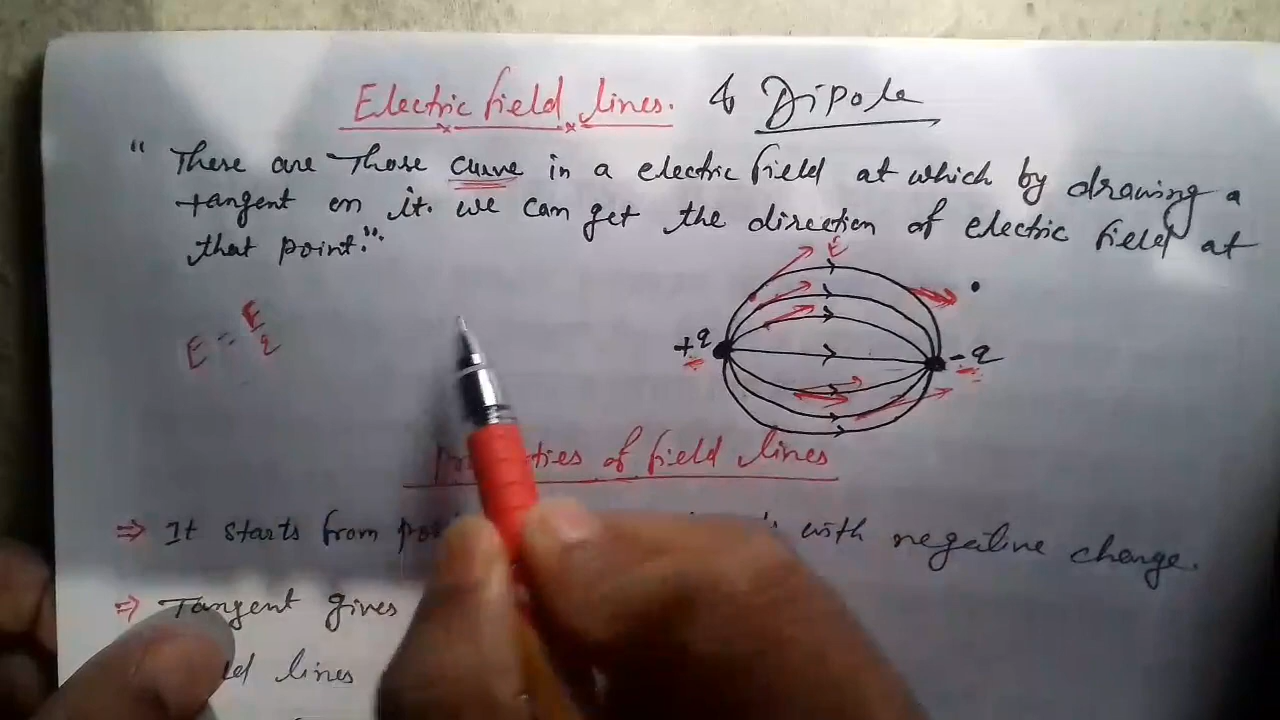 Electric field lines. & Dipole
" There are Those curve in a electric field at which by drawing a
tangent on it. we can get the direction of electric field at
that point."
E
+q
-q
E = F/q
of field lines
⇒ It starts from with negative charge.
⇒ Tangent gives
lines